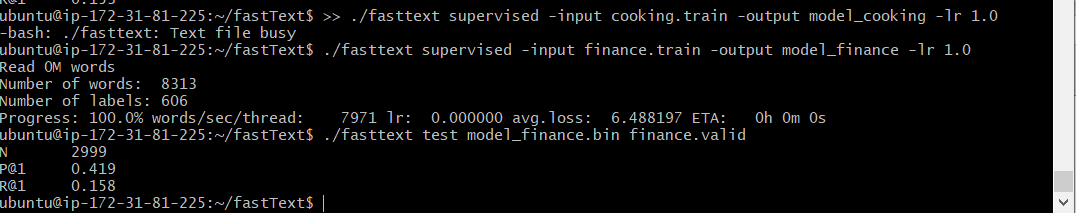 R@1     0.153
ubuntu@ip-172-31-81-225:~/fastText$ >> ./fasttext supervised -input cooking.train -output model_cooking -lr 1.0
-bash: ./fasttext: Text file busy
ubuntu@ip-172-31-81-225:~/fastText$ ./fasttext supervised -input finance.train -output model_finance -lr 1.0
Read 0M words
Number of words:  8313
Number of labels: 606
Progress: 100.0% words/sec/thread:    7971 lr:  0.000000 avg.loss:  6.488197 ETA:   0h 0m 0s
ubuntu@ip-172-31-81-225:~/fastText$ ./fasttext test model_finance.bin finance.valid
N       2999
P@1     0.419
R@1     0.158
ubuntu@ip-172-31-81-225:~/fastText$